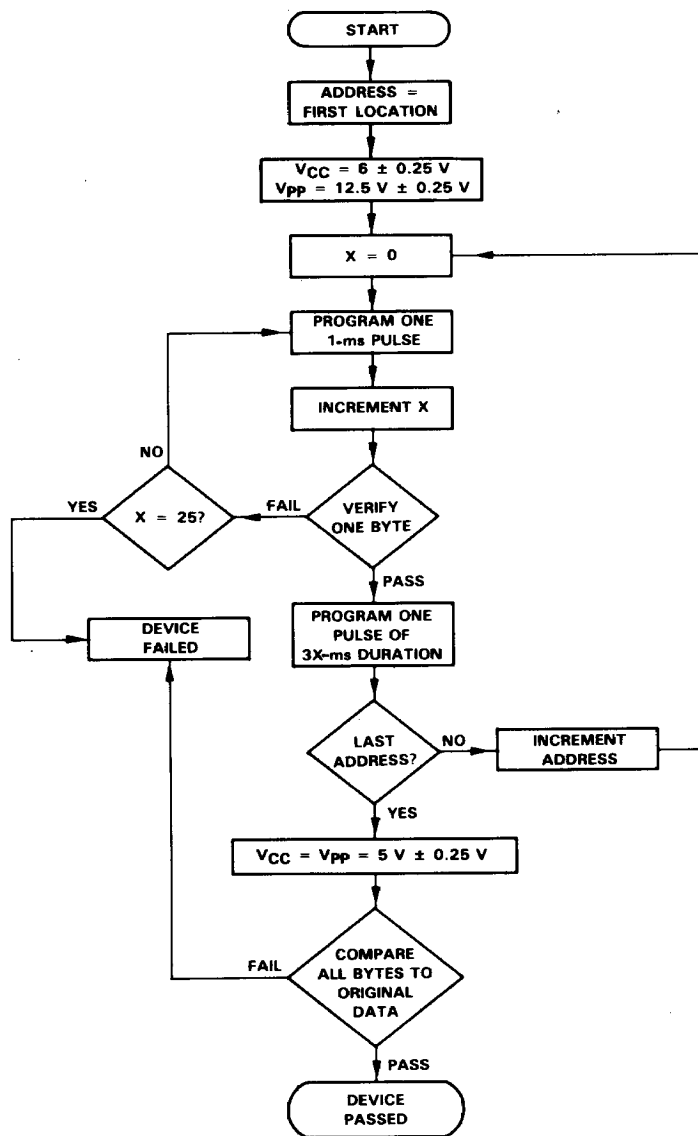 START
ADDRESS =
FIRST LOCATION
VCC = 6 ± 0.25 V
VPP = 12.5 V ± 0.25 V
X = 0
PROGRAM ONE
1-ms PULSE
INCREMENT X
NO
YES
X = 25?
FAIL
VERIFY
ONE BYTE
PASS
DEVICE
FAILED
PROGRAM ONE
PULSE OF
3X-ms DURATION
LAST
ADDRESS?
NO
INCREMENT
ADDRESS
YES
VCC = VPP = 5 V ± 0.25 V
FAIL
COMPARE
ALL BYTES TO
ORIGINAL
DATA
PASS
DEVICE
PASSED